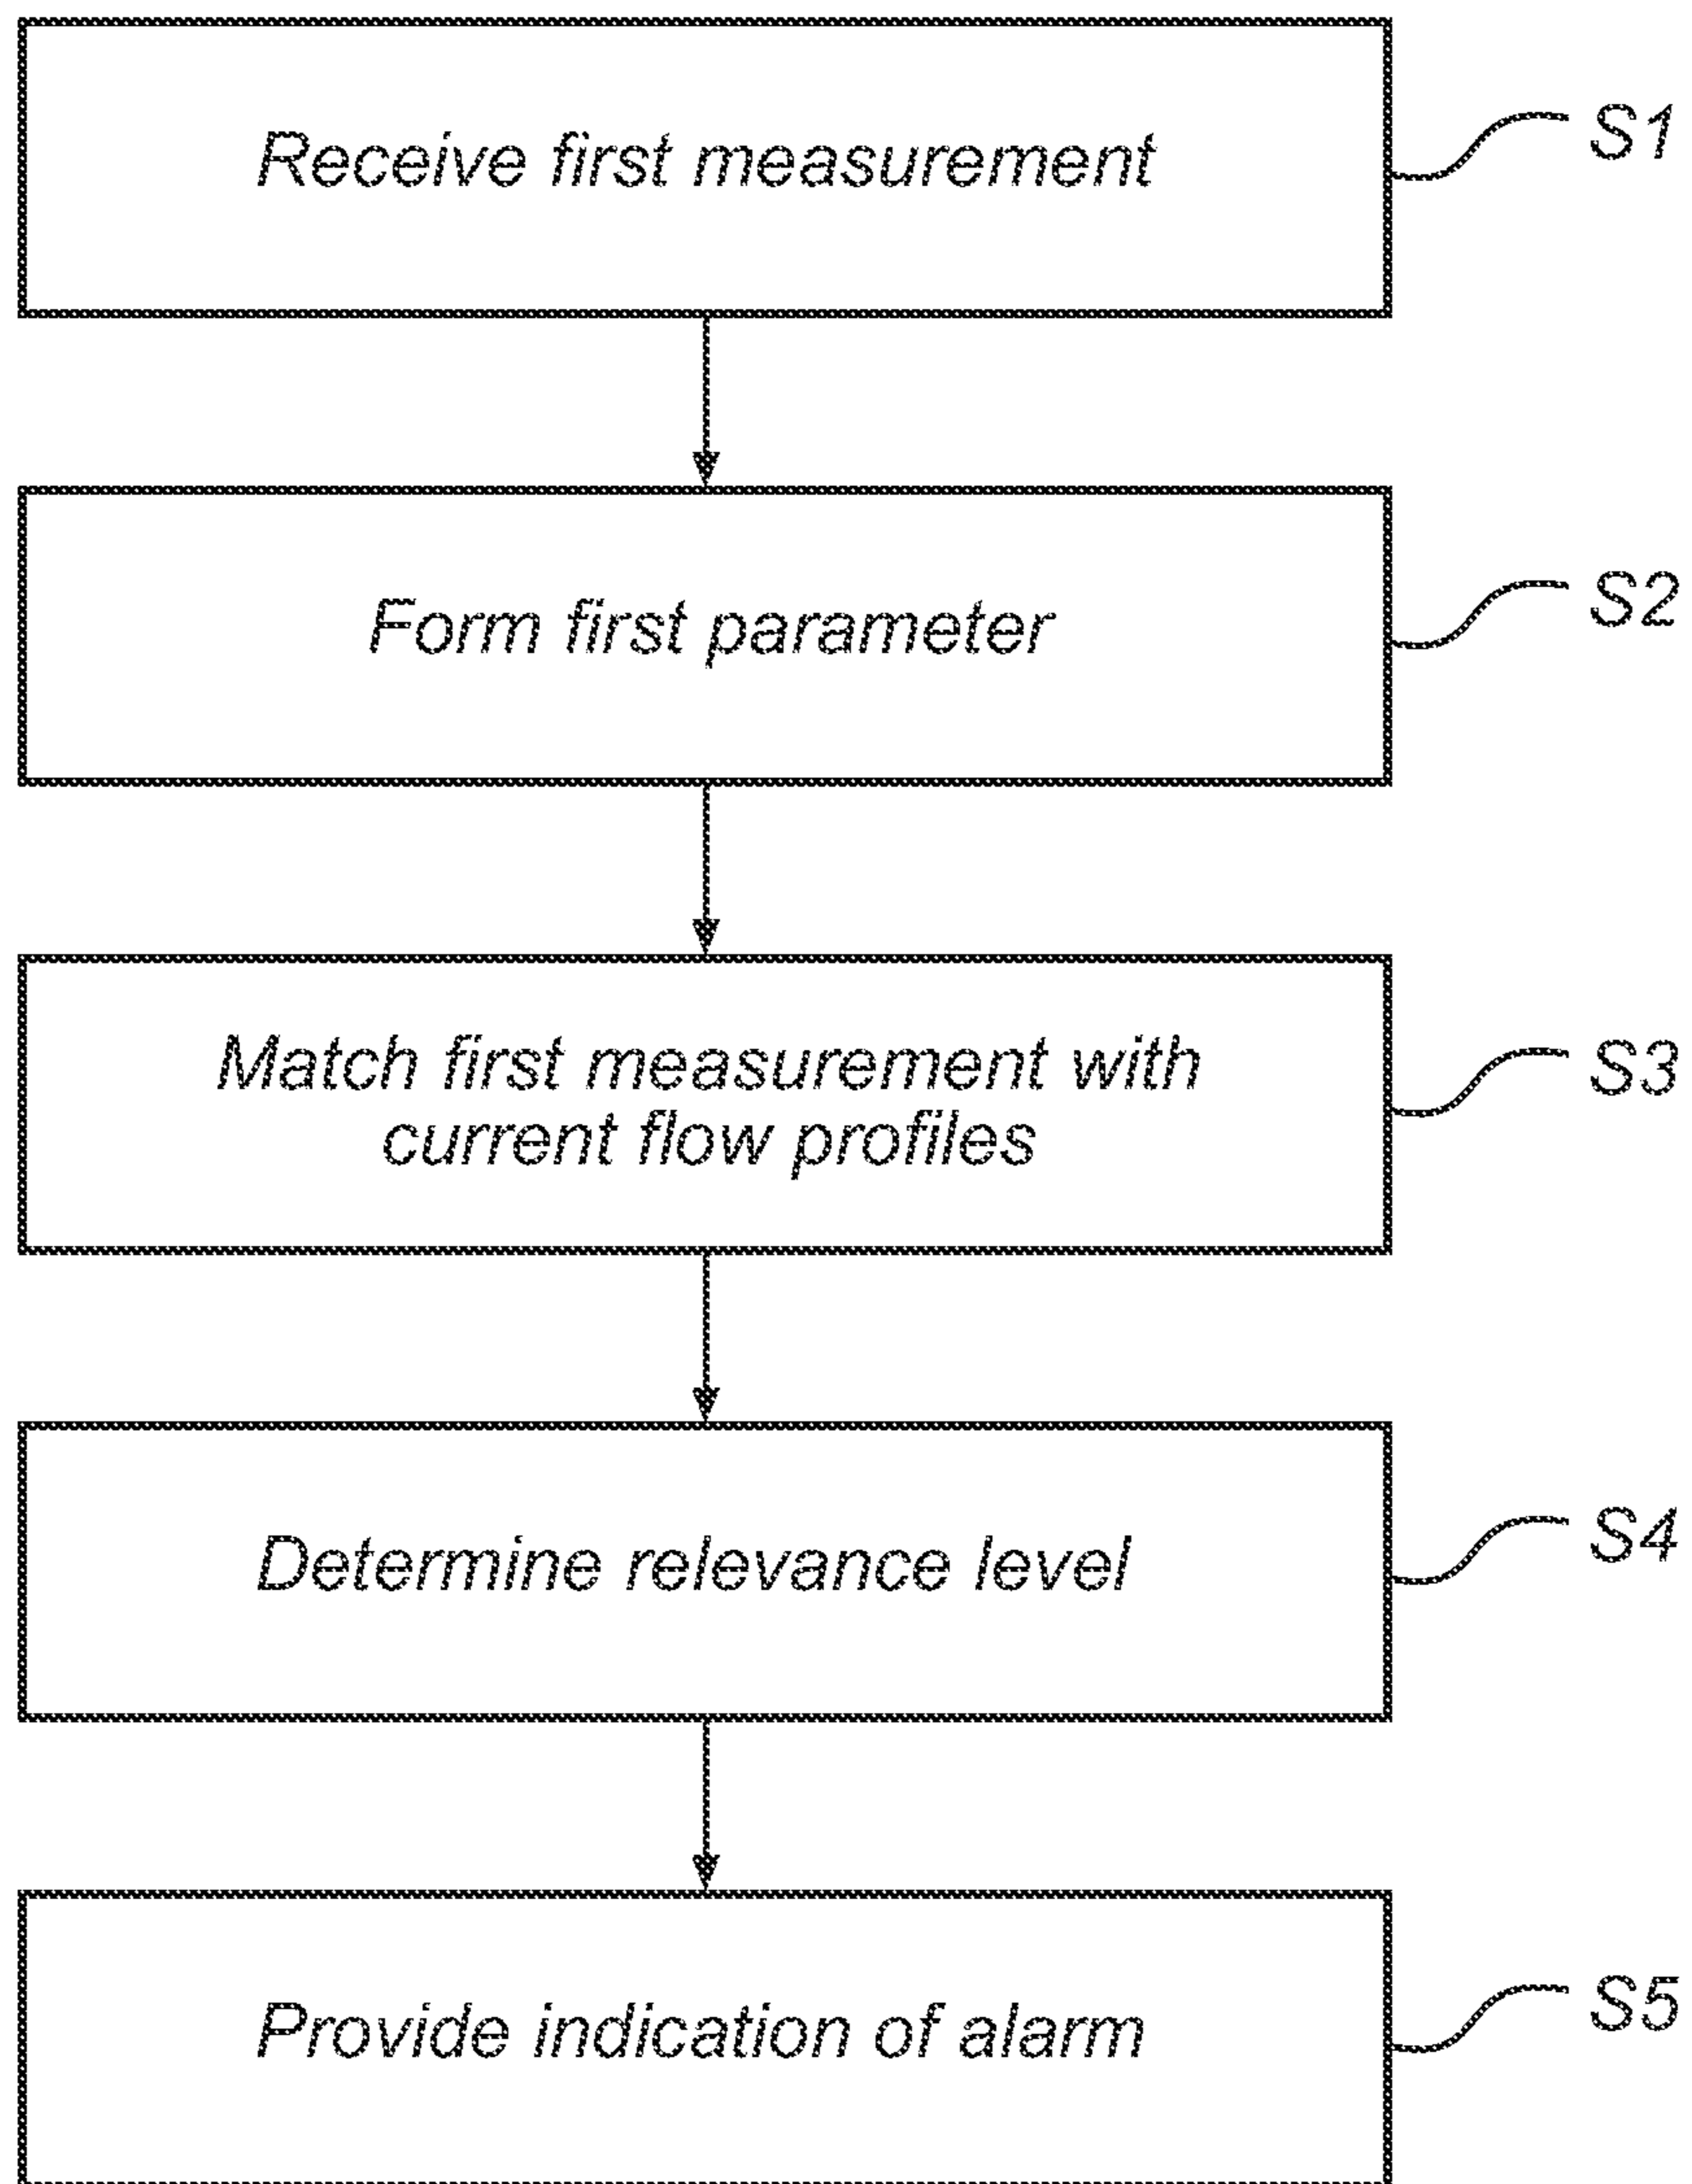 Receive first measurement
S1
Form first parameter
S2
Match first measurement with
current flow profiles
S3
Determine relevance level
S4
Provide indication of alarm
S5